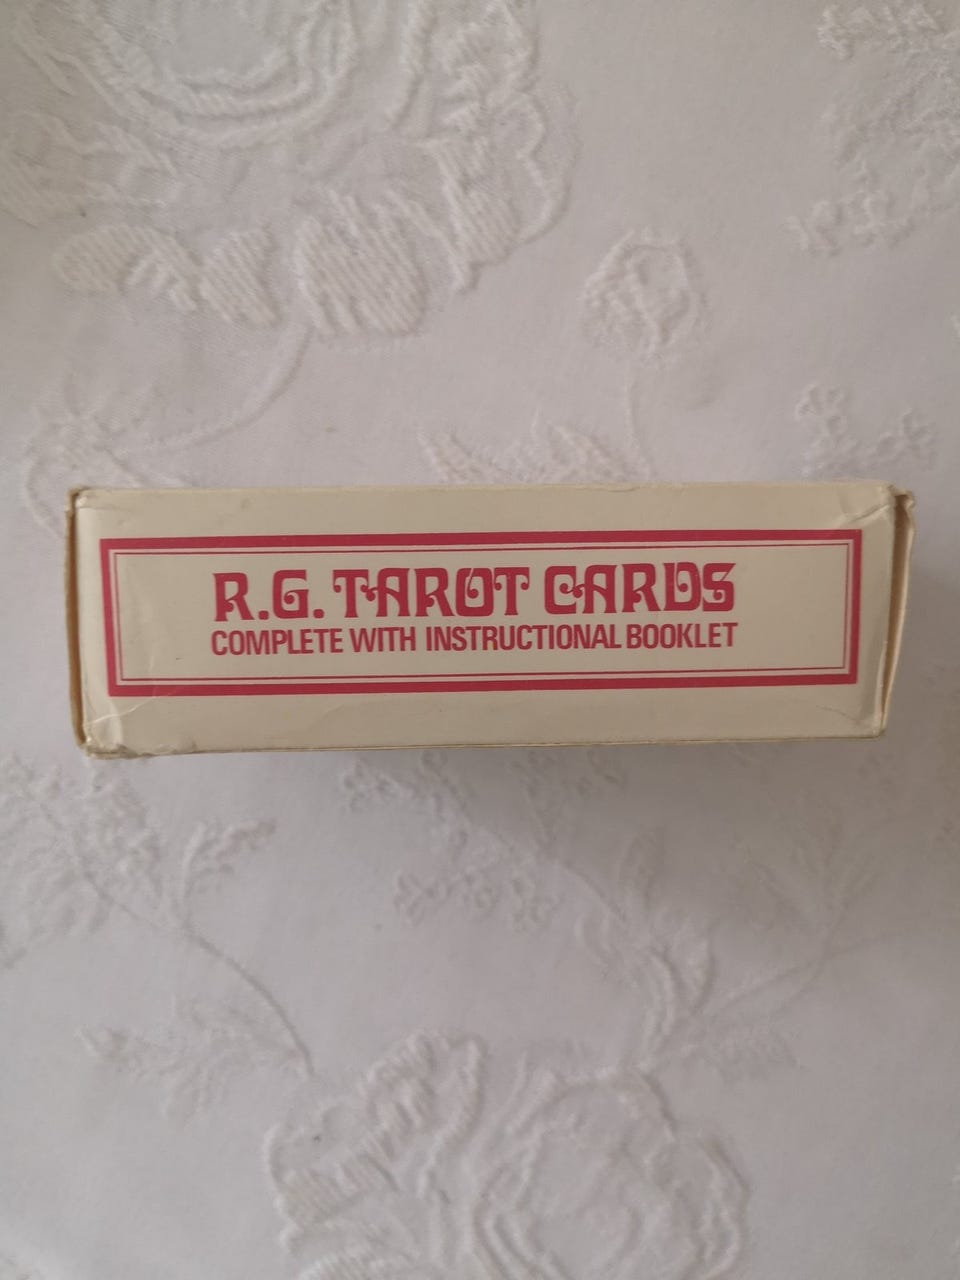 R.G. TAROT CARDS
COMPLETE WITH INSTRUCTIONAL BOOKLET